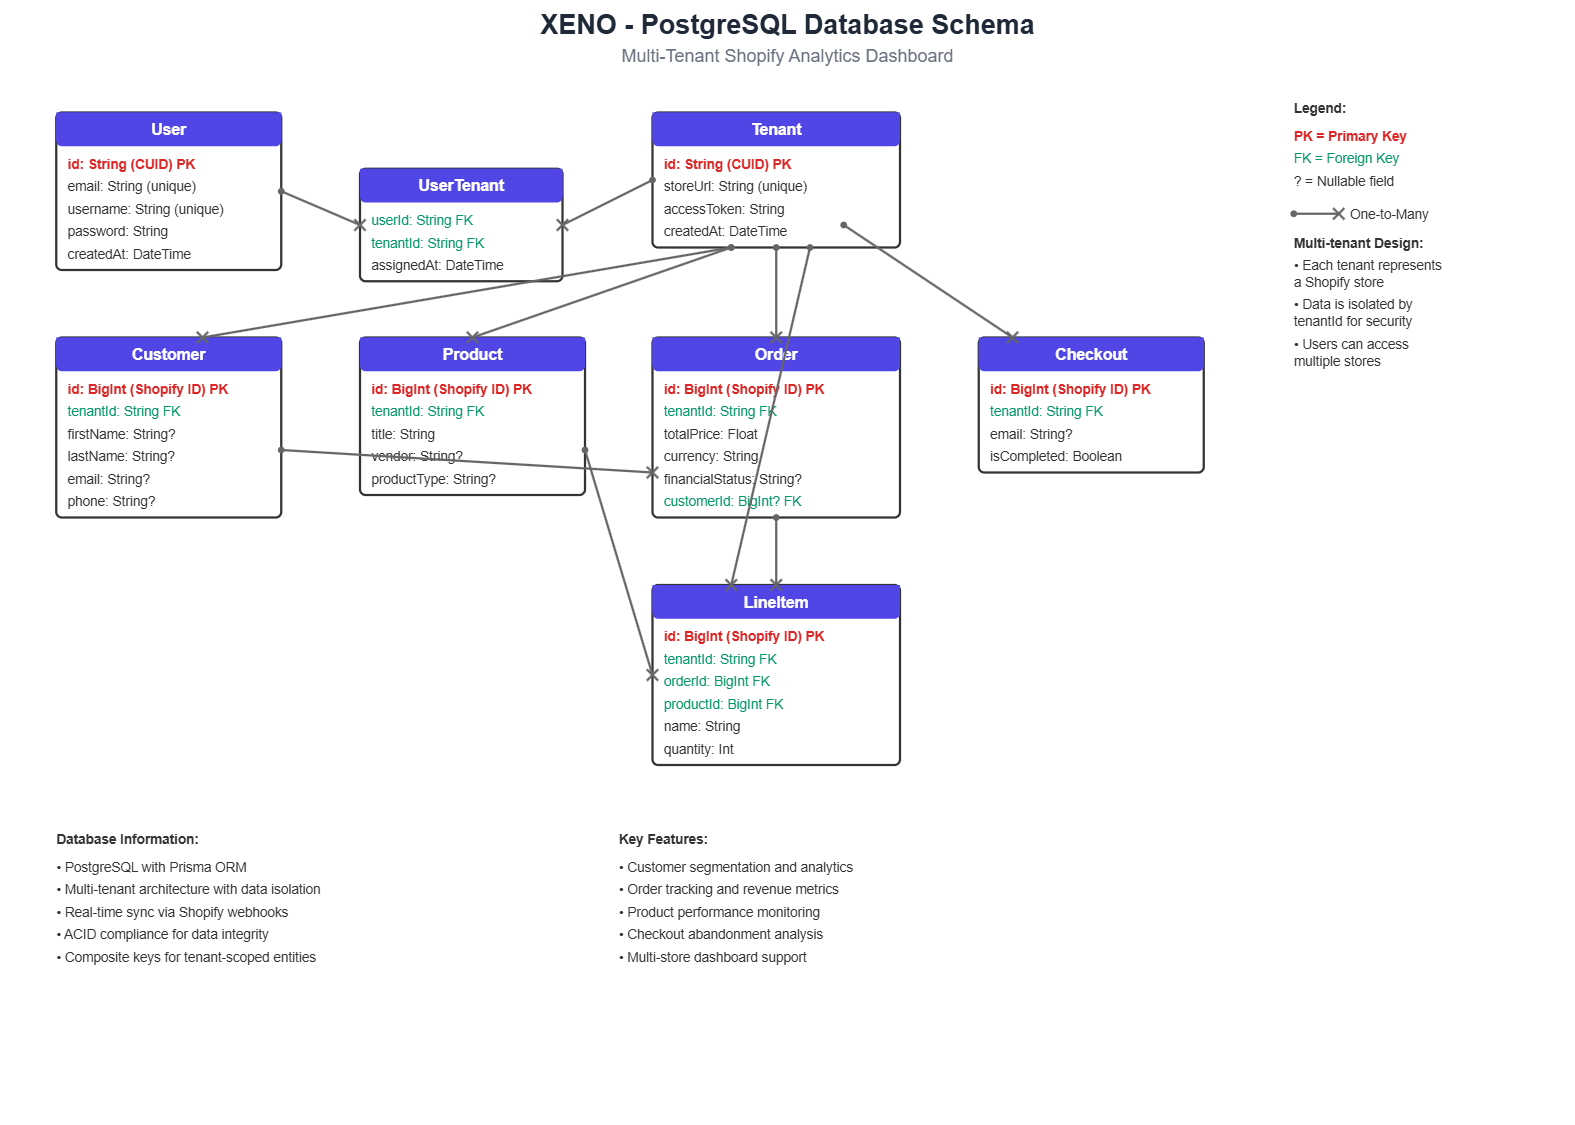 XENO - PostgreSQL Database Schema
Multi-Tenant Shopify Analytics Dashboard
User
id: String (CUID) PK
email: String (unique)
username: String (unique)
password: String
createdAt: DateTime
UserTenant
userId: String FK
tenantId: String FK
assignedAt: DateTime
Tenant
id: String (CUID) PK
storeUrl: String (unique)
accessToken: String
createdAt: DateTime
Legend:
PK = Primary Key
FK = Foreign Key
? = Nullable field
One-to-Many
Multi-tenant Design:
• Each tenant represents
a Shopify store
• Data is isolated by
tenantId for security
• Users can access
multiple stores
Customer
id: BigInt (Shopify ID) PK
tenantId: String FK
firstName: String?
lastName: String?
email: String?
phone: String?
Product
id: BigInt (Shopify ID) PK
tenantId: String FK
title: String
vendor: String?
productType: String?
Order
id: BigInt (Shopify ID) PK
tenantId: String FK
totalPrice: Float
currency: String
financialStatus: String?
customerId: BigInt? FK
Checkout
id: BigInt (Shopify ID) PK
tenantId: String FK
email: String?
isCompleted: Boolean
LineItem
id: BigInt (Shopify ID) PK
tenantId: String FK
orderId: BigInt FK
productId: BigInt FK
name: String
quantity: Int
Database Information:
• PostgreSQL with Prisma ORM
• Multi-tenant architecture with data isolation
• Real-time sync via Shopify webhooks
• ACID compliance for data integrity
• Composite keys for tenant-scoped entities
Key Features:
• Customer segmentation and analytics
• Order tracking and revenue metrics
• Product performance monitoring
• Checkout abandonment analysis
• Multi-store dashboard support